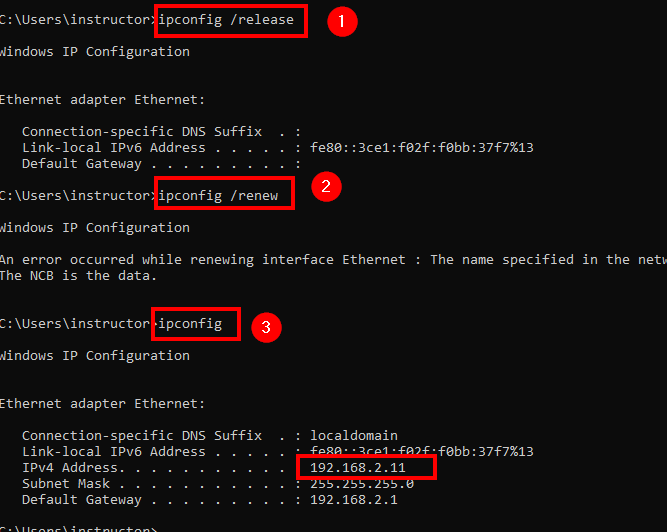 C:\Users\instructor>ipconfig /release
1
Windows IP Configuration
Ethernet adapter Ethernet:
Connection-specific DNS Suffix . :
Link-local IPv6 Address . . . . . : fe80::3ce1:f02f:f0bb:37f7%13
Default Gateway . . . . . . . . . :
C:\Users\instructor>ipconfig /renew
2
Windows IP Configuration
An error occurred while renewing interface Ethernet : The name specified in the
The NCB is the data.
C:\Users\instructor>ipconfig
3
Windows IP Configuration
Ethernet adapter Ethernet:
Connection-specific DNS Suffix . : localdomain
Link-local IPv6 Address . . . . . : fe80::3ce1:f02f:f0bb:37f7%13
IPv4 Address. . . . . . . . . . . : 192.168.2.11
Subnet Mask . . . . . . . . . . . : 255.255.255.0
Default Gateway . . . . . . . . . : 192.168.2.1
C:\Users\instructor>